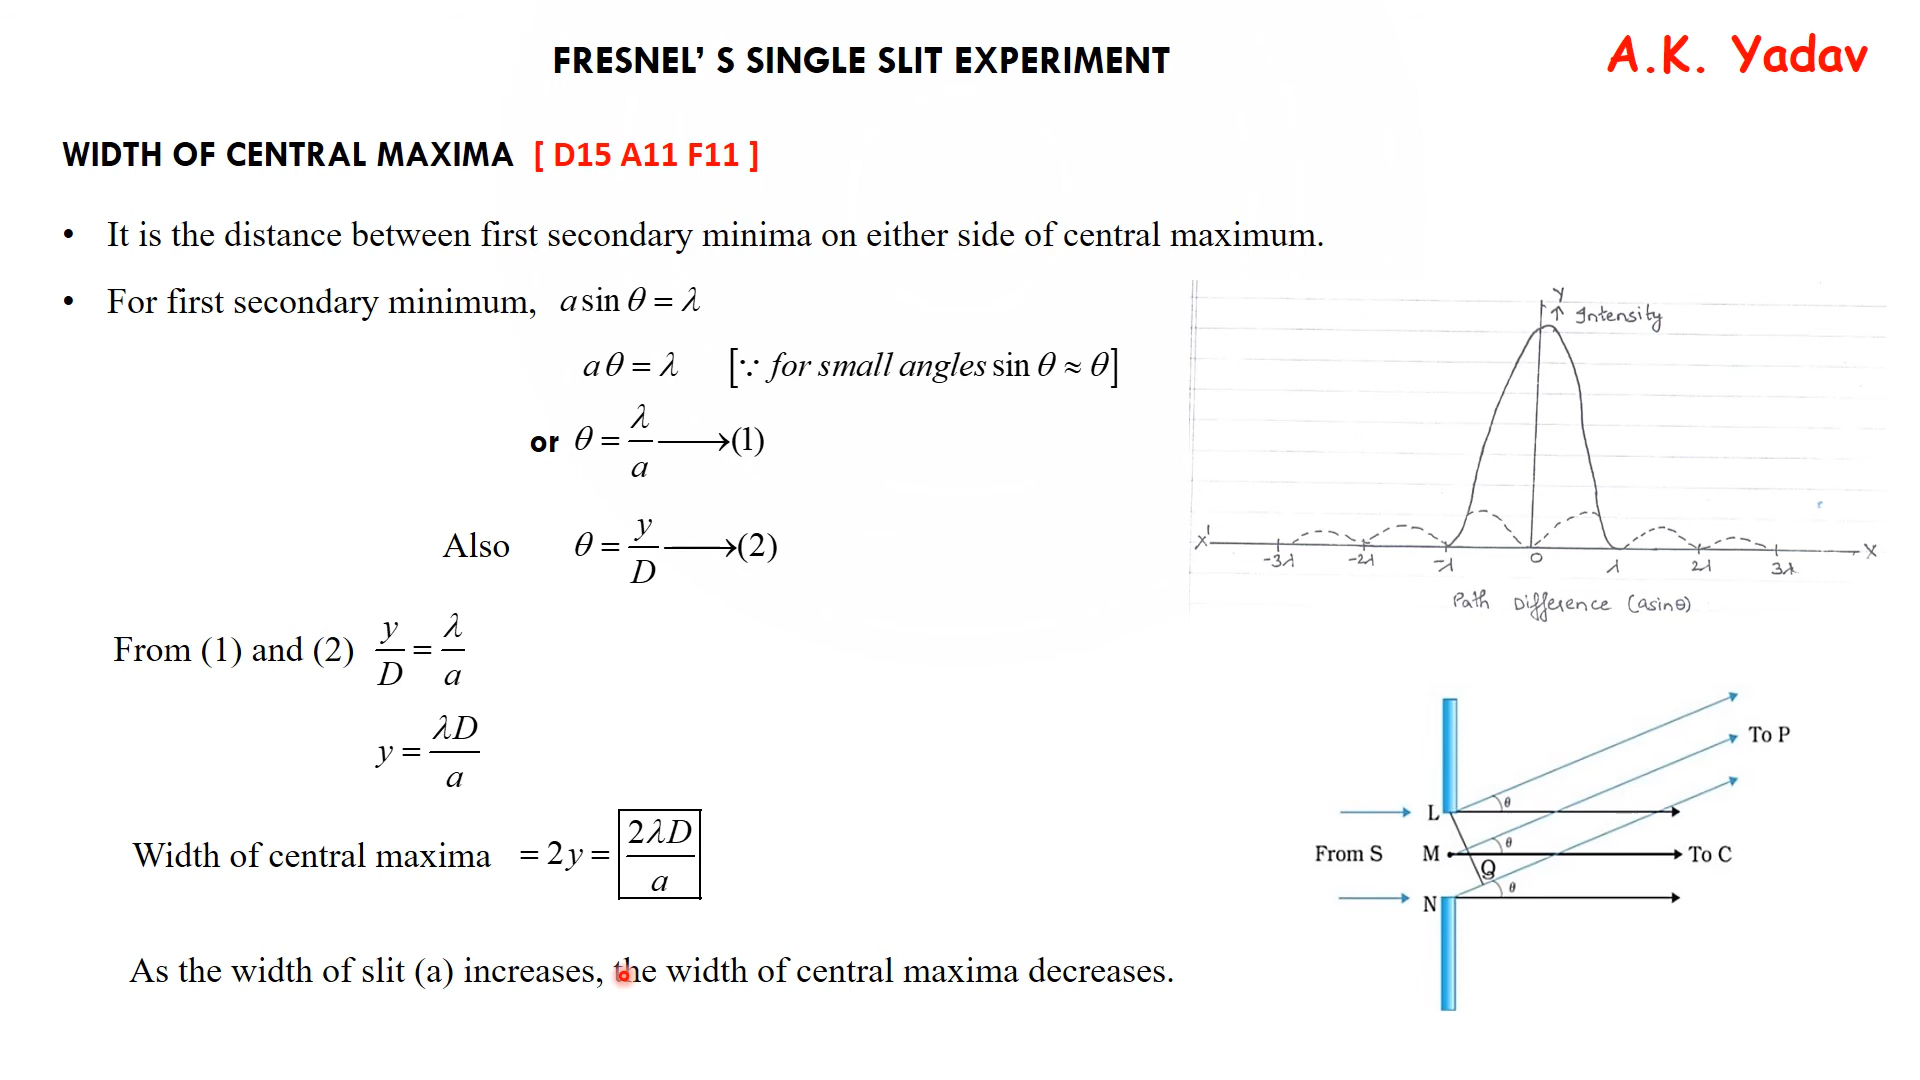 FRESNEL’ S SINGLE SLIT EXPERIMENT
A.K. Yadav
WIDTH OF CENTRAL MAXIMA [ D15 A11 F11 ]
• It is the distance between first secondary minima on either side of central maximum.
• For first secondary minimum, a sin θ = λ
a θ = λ [∵ for small angles sin θ ≈ θ]
or θ = λ/a ⟶(1)
Also θ = y/D ⟶(2)
From (1) and (2) y/D = λ/a
y = λD/a
Width of central maxima = 2y = 2λD/a
As the width of slit (a) increases, the width of central maxima decreases.
Y
↑ Intensity
X' -3λ -2λ -λ 0 λ 2λ 3λ X
Path Difference (asinθ)
To P
L θ
From S M θ To C
Q
N θ